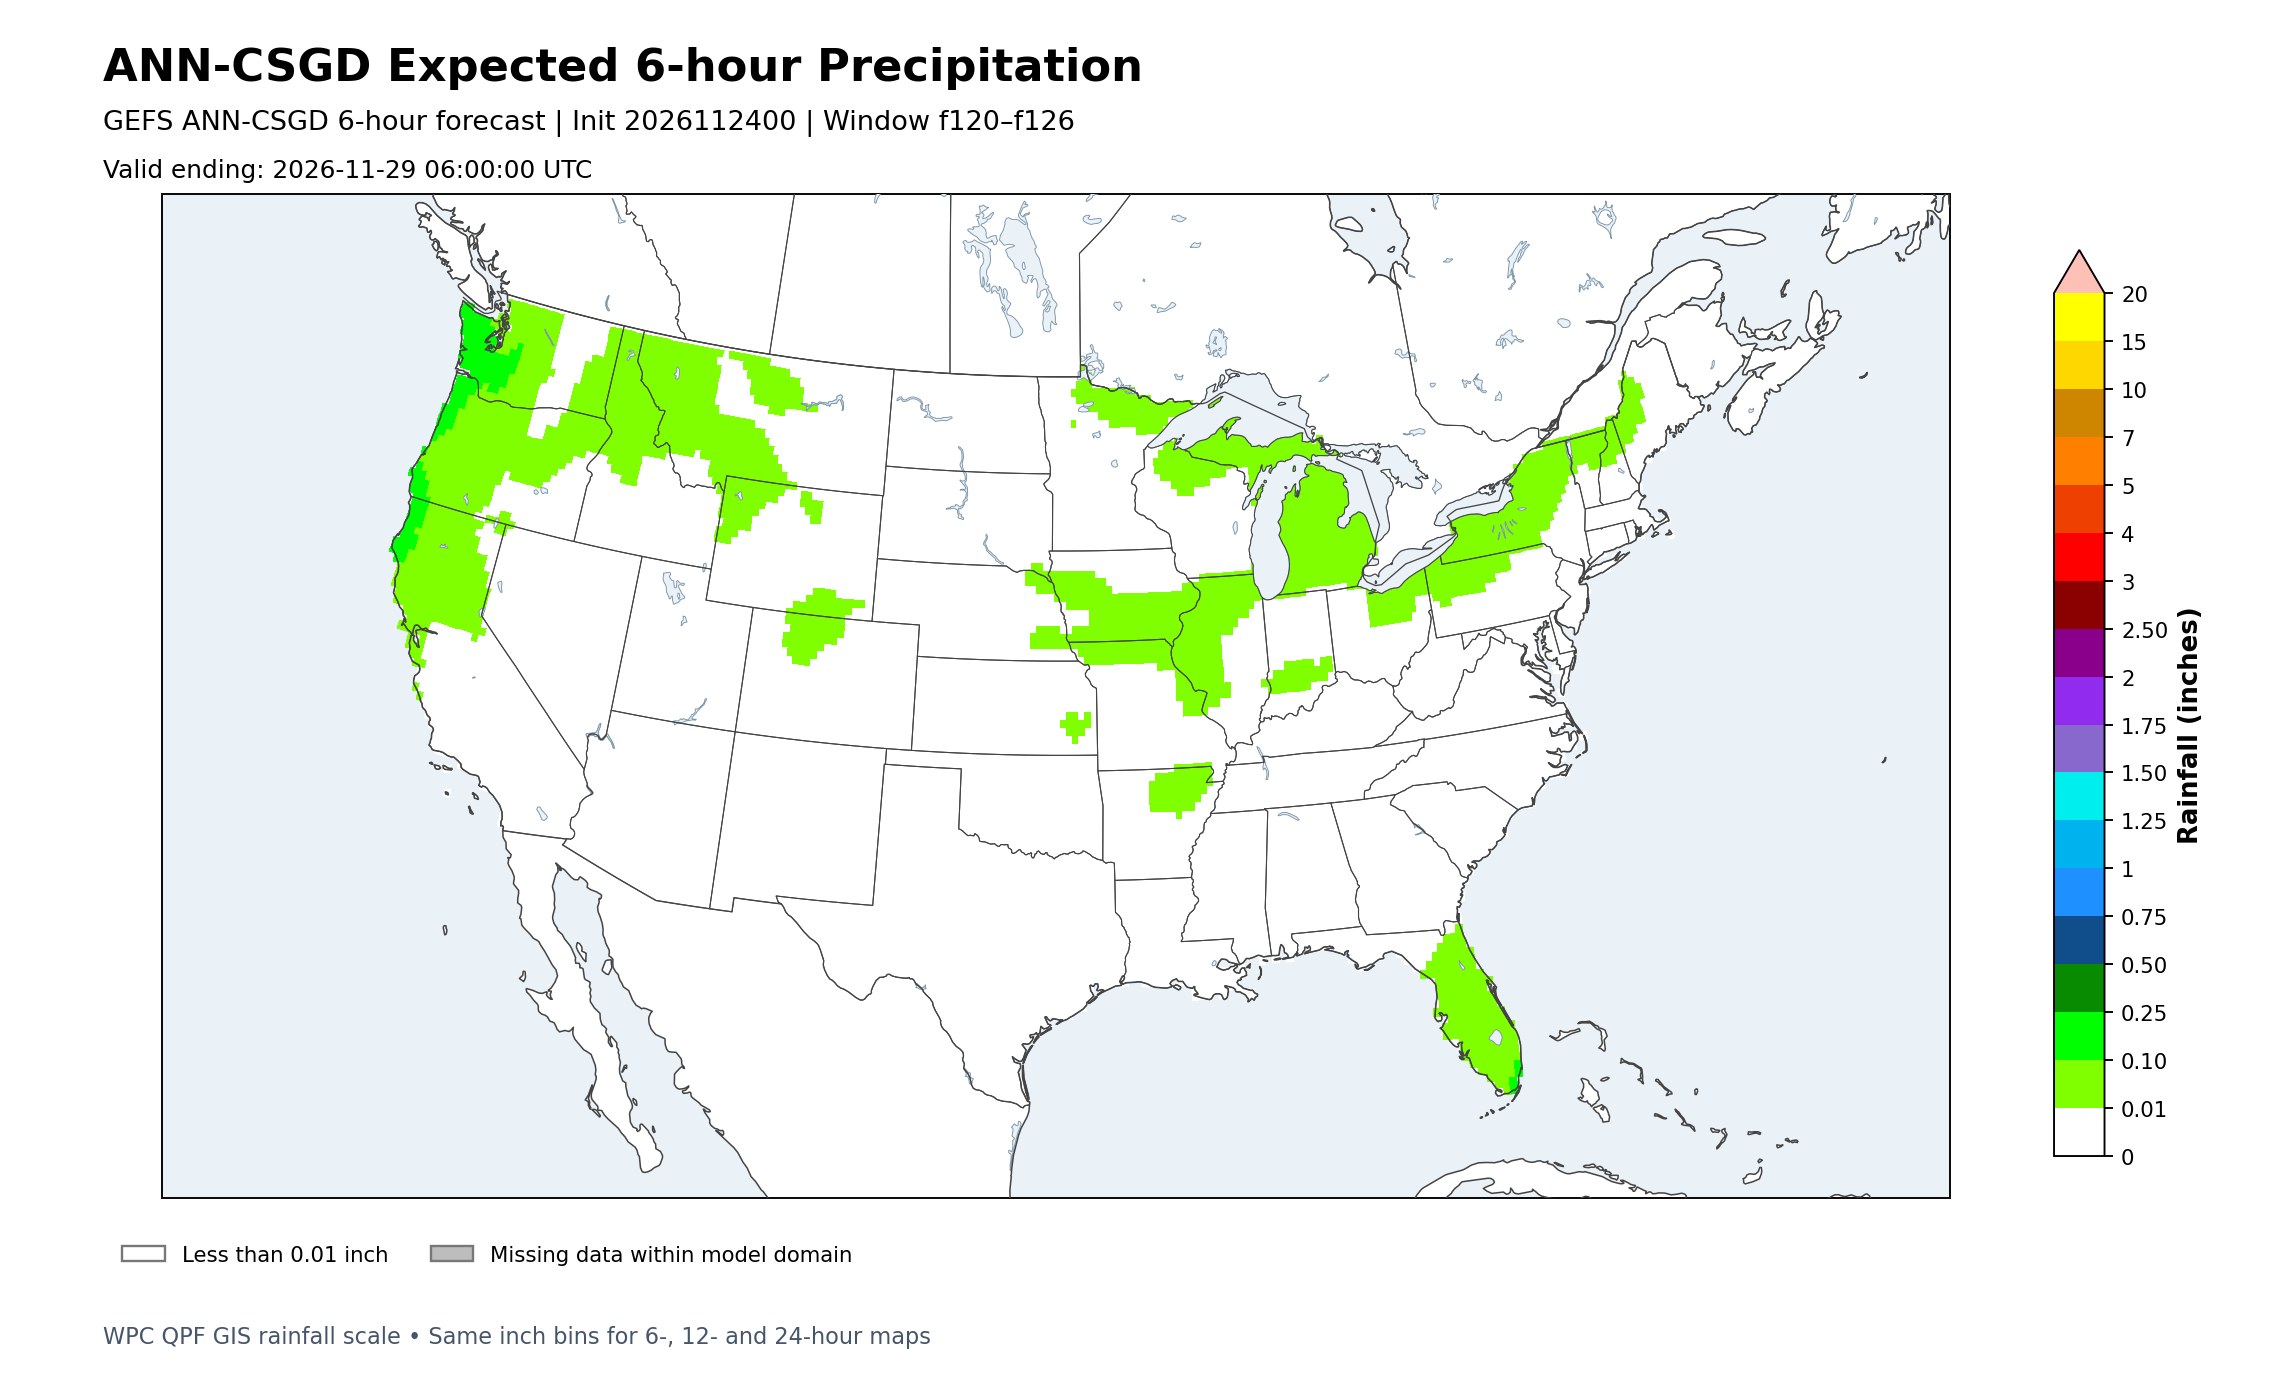 ANN-CSGD Expected 6-hour Precipitation
GEFS ANN-CSGD 6-hour forecast | Init 2026112400 | Window f120–f126
Valid ending: 2026-11-29 06:00:00 UTC
20
15
10
7
5
4
3
2.50
2
1.75
1.50
1.25
1
0.75
0.50
0.25
0.10
0.01
0
Rainfall (inches)
Less than 0.01 inch
Missing data within model domain
WPC QPF GIS rainfall scale • Same inch bins for 6-, 12- and 24-hour maps